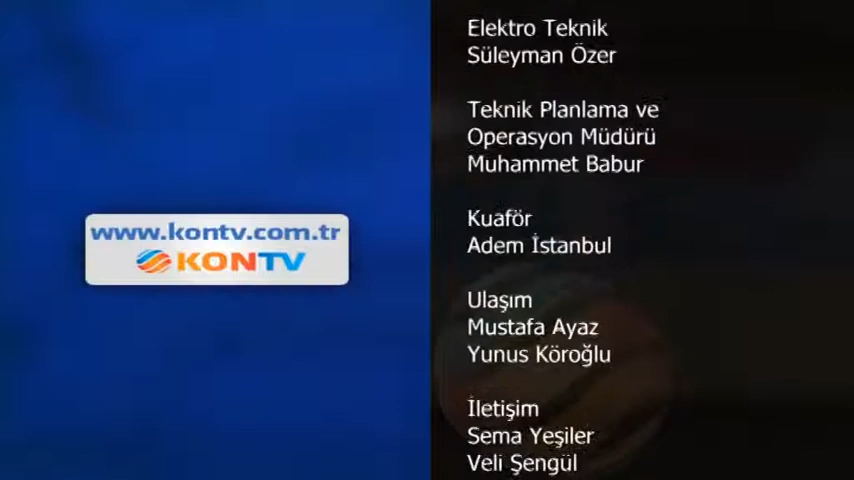 www.kontv.com.tr
KONTV
Elektro Teknik
Süleyman Özer
Teknik Planlama ve
Operasyon Müdürü
Muhammet Babur
Kuaför
Adem İstanbul
Ulaşım
Mustafa Ayaz
Yunus Köroğlu
İletişim
Sema Yeşiler
Veli Şengül